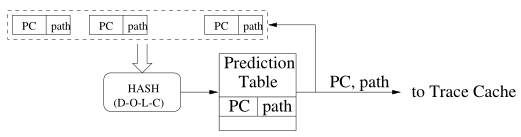 PC path PC path PC path
Prediction
Table
HASH
(D-O-L-C)
PC path
PC, path
to Trace Cache